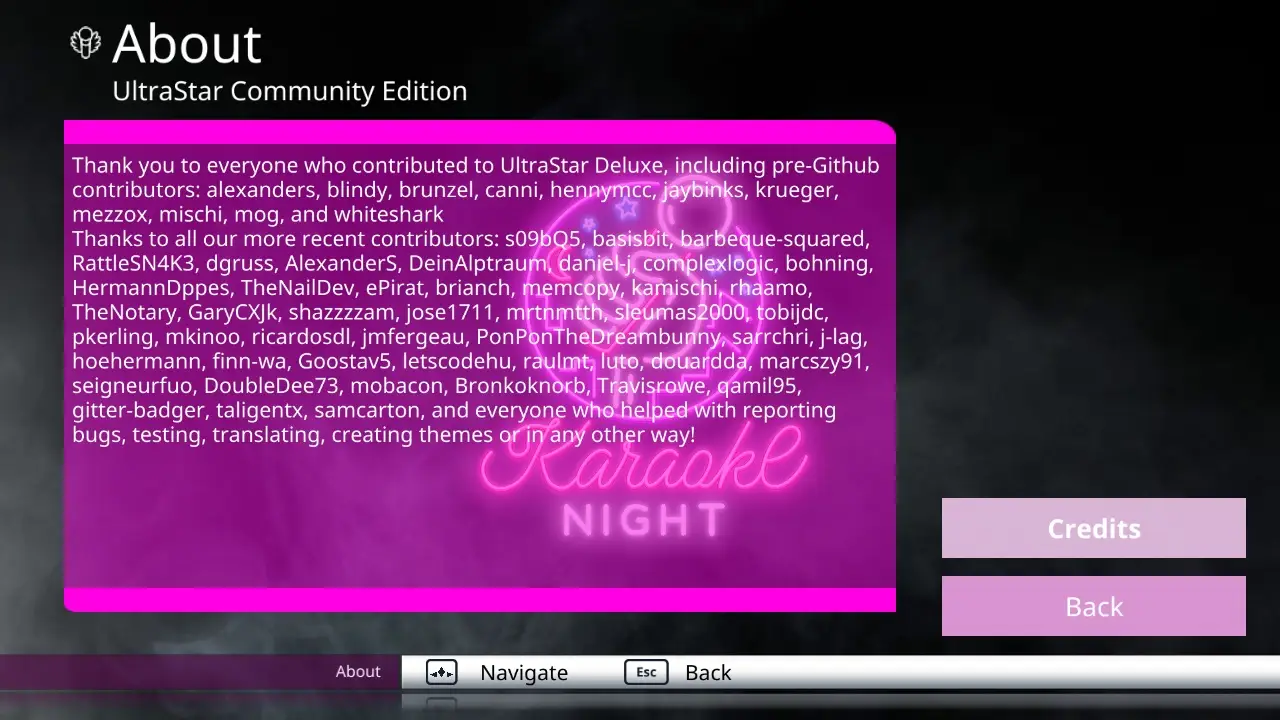 About
UltraStar Community Edition
Thank you to everyone who contributed to UltraStar Deluxe, including pre-Github
contributors: alexanders, blindy, brunzel, canni, hennymcc, jaybinks, krueger,
mezzox, mischi, mog, and whiteshark
Thanks to all our more recent contributors: s09bQ5, basisbit, barbeque-squared,
RattleSN4K3, dgruss, AlexanderS, DeinAlptraum, daniel-j, complexlogic, bohning,
HermannDppes, TheNailDev, ePirat, brianch, memcopy, kamischi, rhaamo,
TheNotary, GaryCXJk, shazzzzam, jose1711, mrtnmtth, sleumas2000, tobijdc,
pkerling, mkinoo, ricardosdl, jmfergeau, PonPonTheDreambunny, sarrchri, j-lag,
hoehermann, finn-wa, Goostav5, letscodehu, raulmt, luto, douardda, marcszy91,
seigneurfuo, DoubleDee73, mobacon, Bronkoknorb, Travisrowe, qamil95,
gitter-badger, taligentx, samcarton, and everyone who helped with reporting
bugs, testing, translating, creating themes or in any other way!
Karaoke
NIGHT
Credits
Back
About
Navigate
Esc
Back